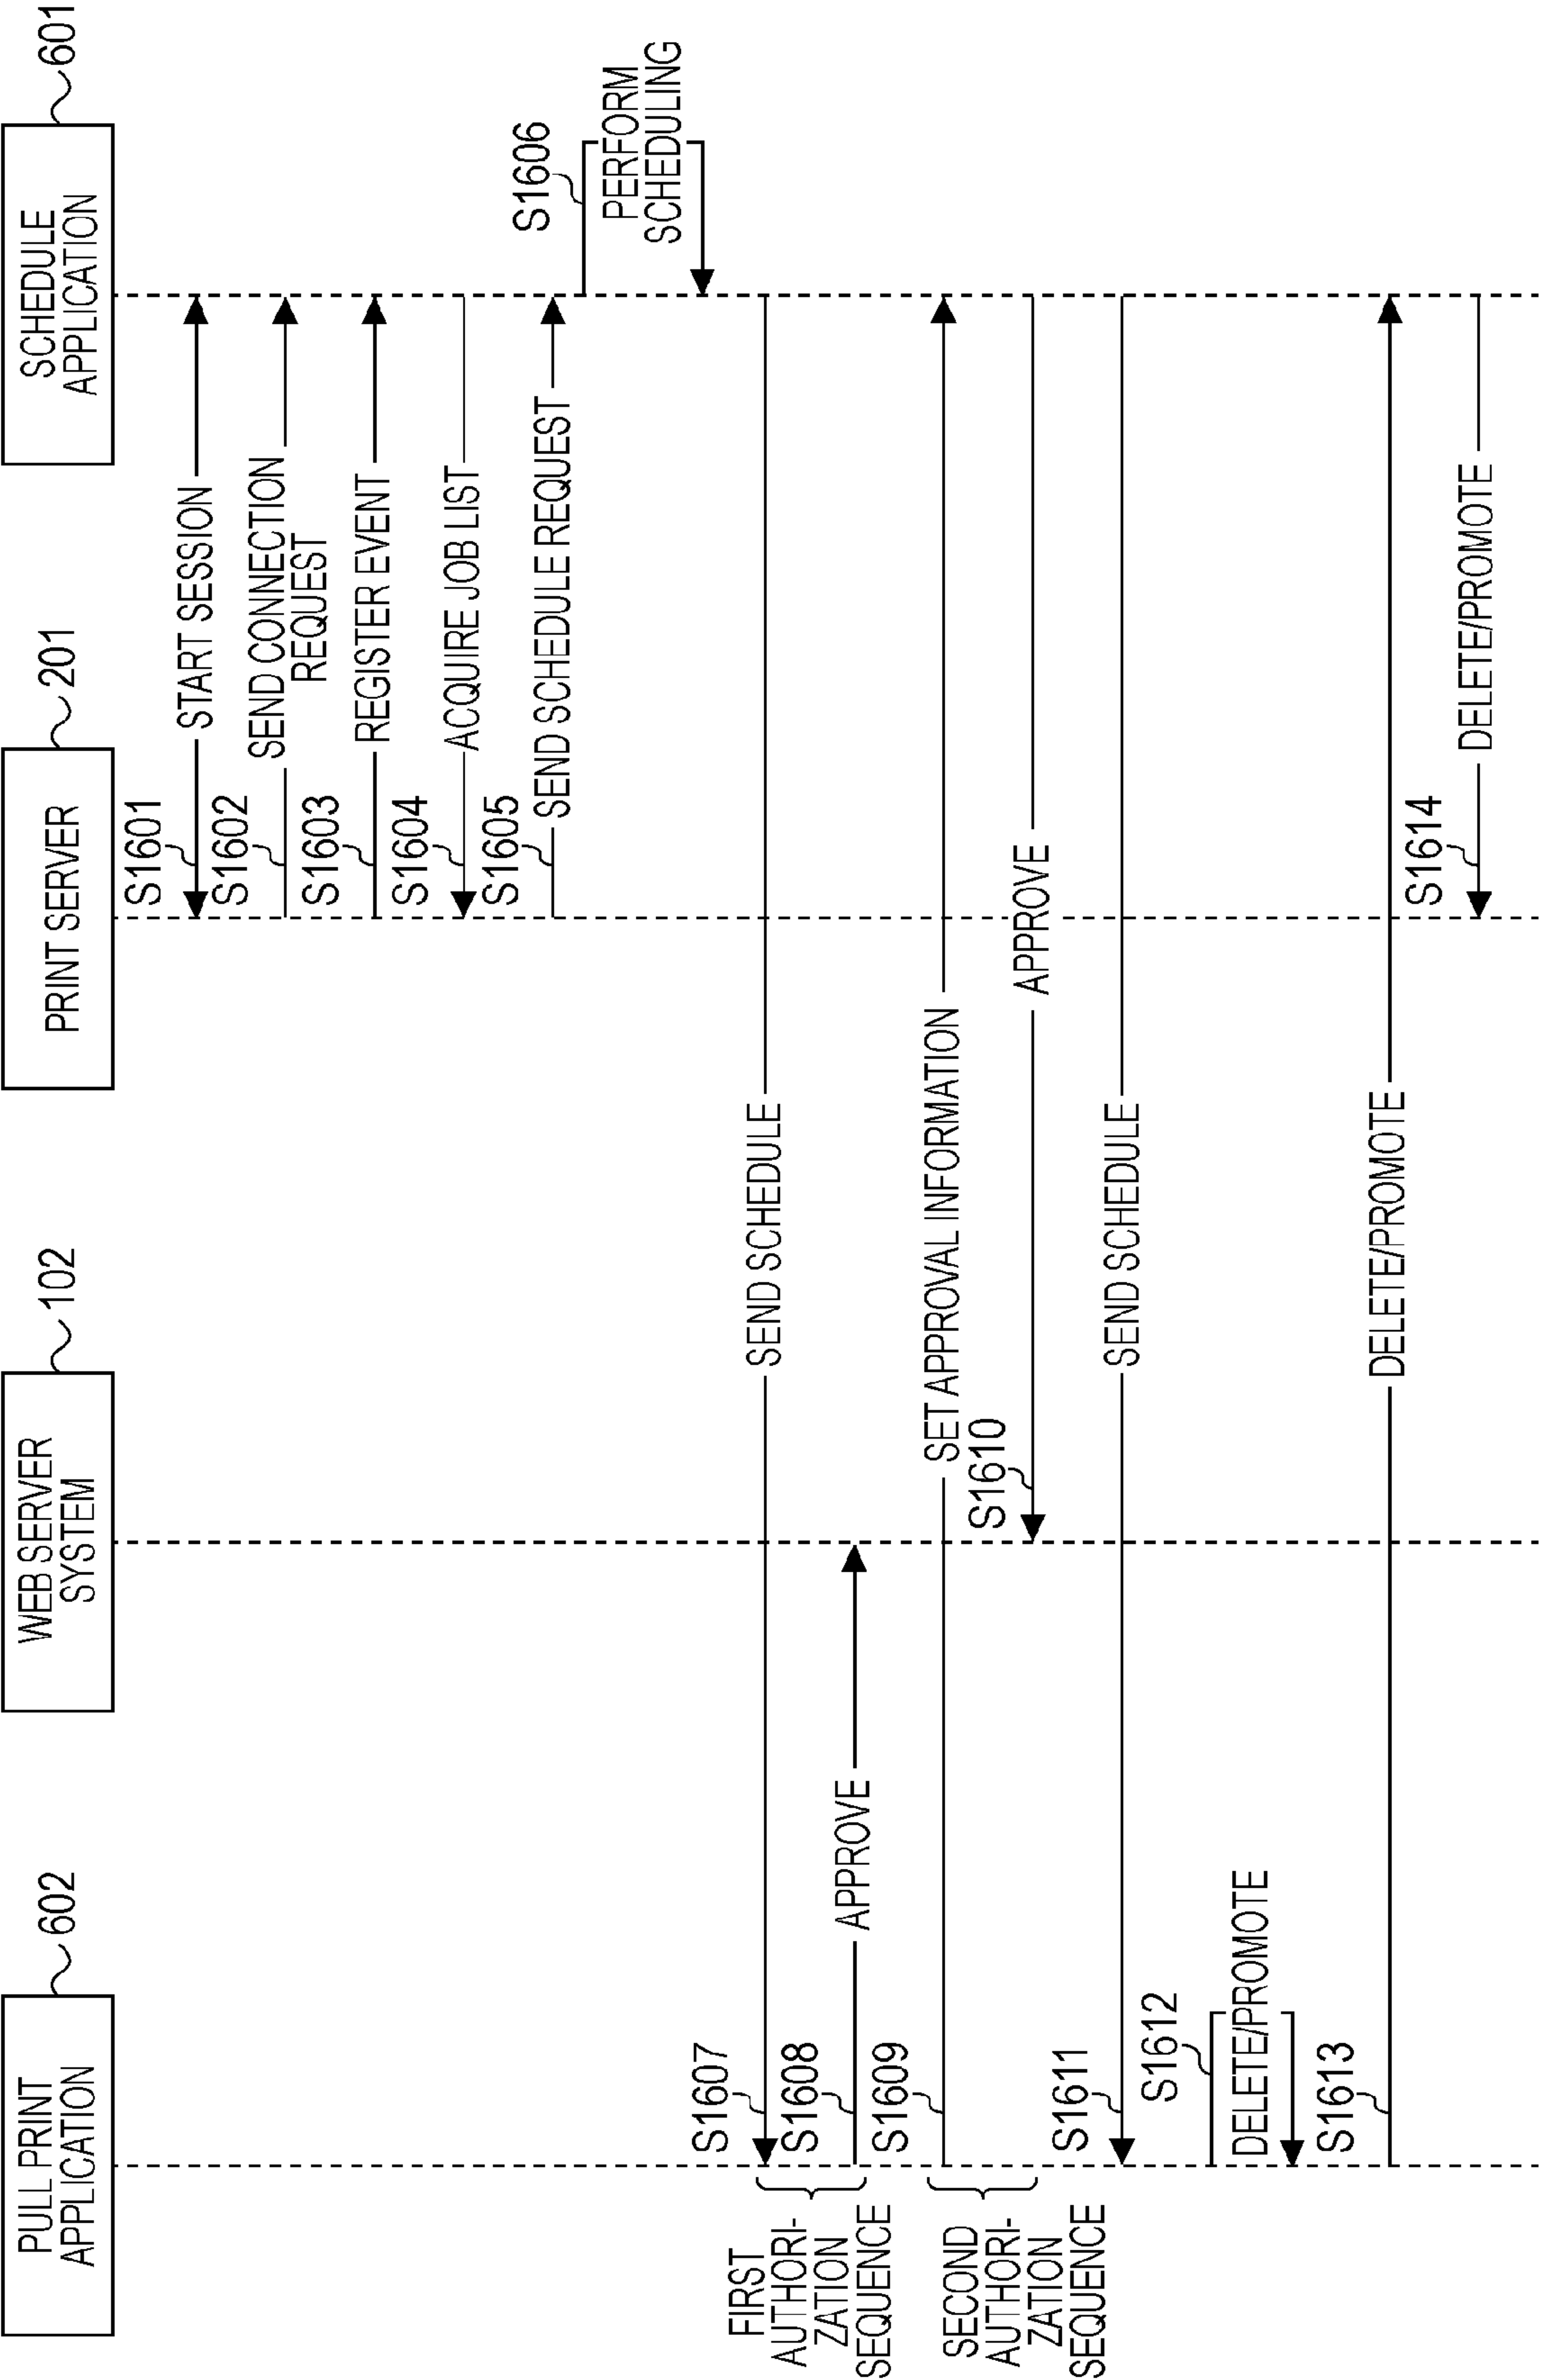 PULL PRINT
APPLICATION
602
WEB SERVER
SYSTEM
102
PRINT SERVER
201
SCHEDULE
APPLICATION
601
S1601
START SESSION
S1602
SEND CONNECTION
REQUEST
S1603
REGISTER EVENT
S1604
ACQUIRE JOB LIST
S1605
SEND SCHEDULE REQUEST
S1606
PERFORM
SCHEDULING
FIRST
AUTHORI-
ZATION
SEQUENCE
S1607
SEND SCHEDULE
S1608
APPROVE
SECOND
AUTHORI-
ZATION
SEQUENCE
S1609
SET APPROVAL INFORMATION
S1610
APPROVE
S1611
SEND SCHEDULE
S1612
DELETE/PROMOTE
S1613
DELETE/PROMOTE
S1614
DELETE/PROMOTE